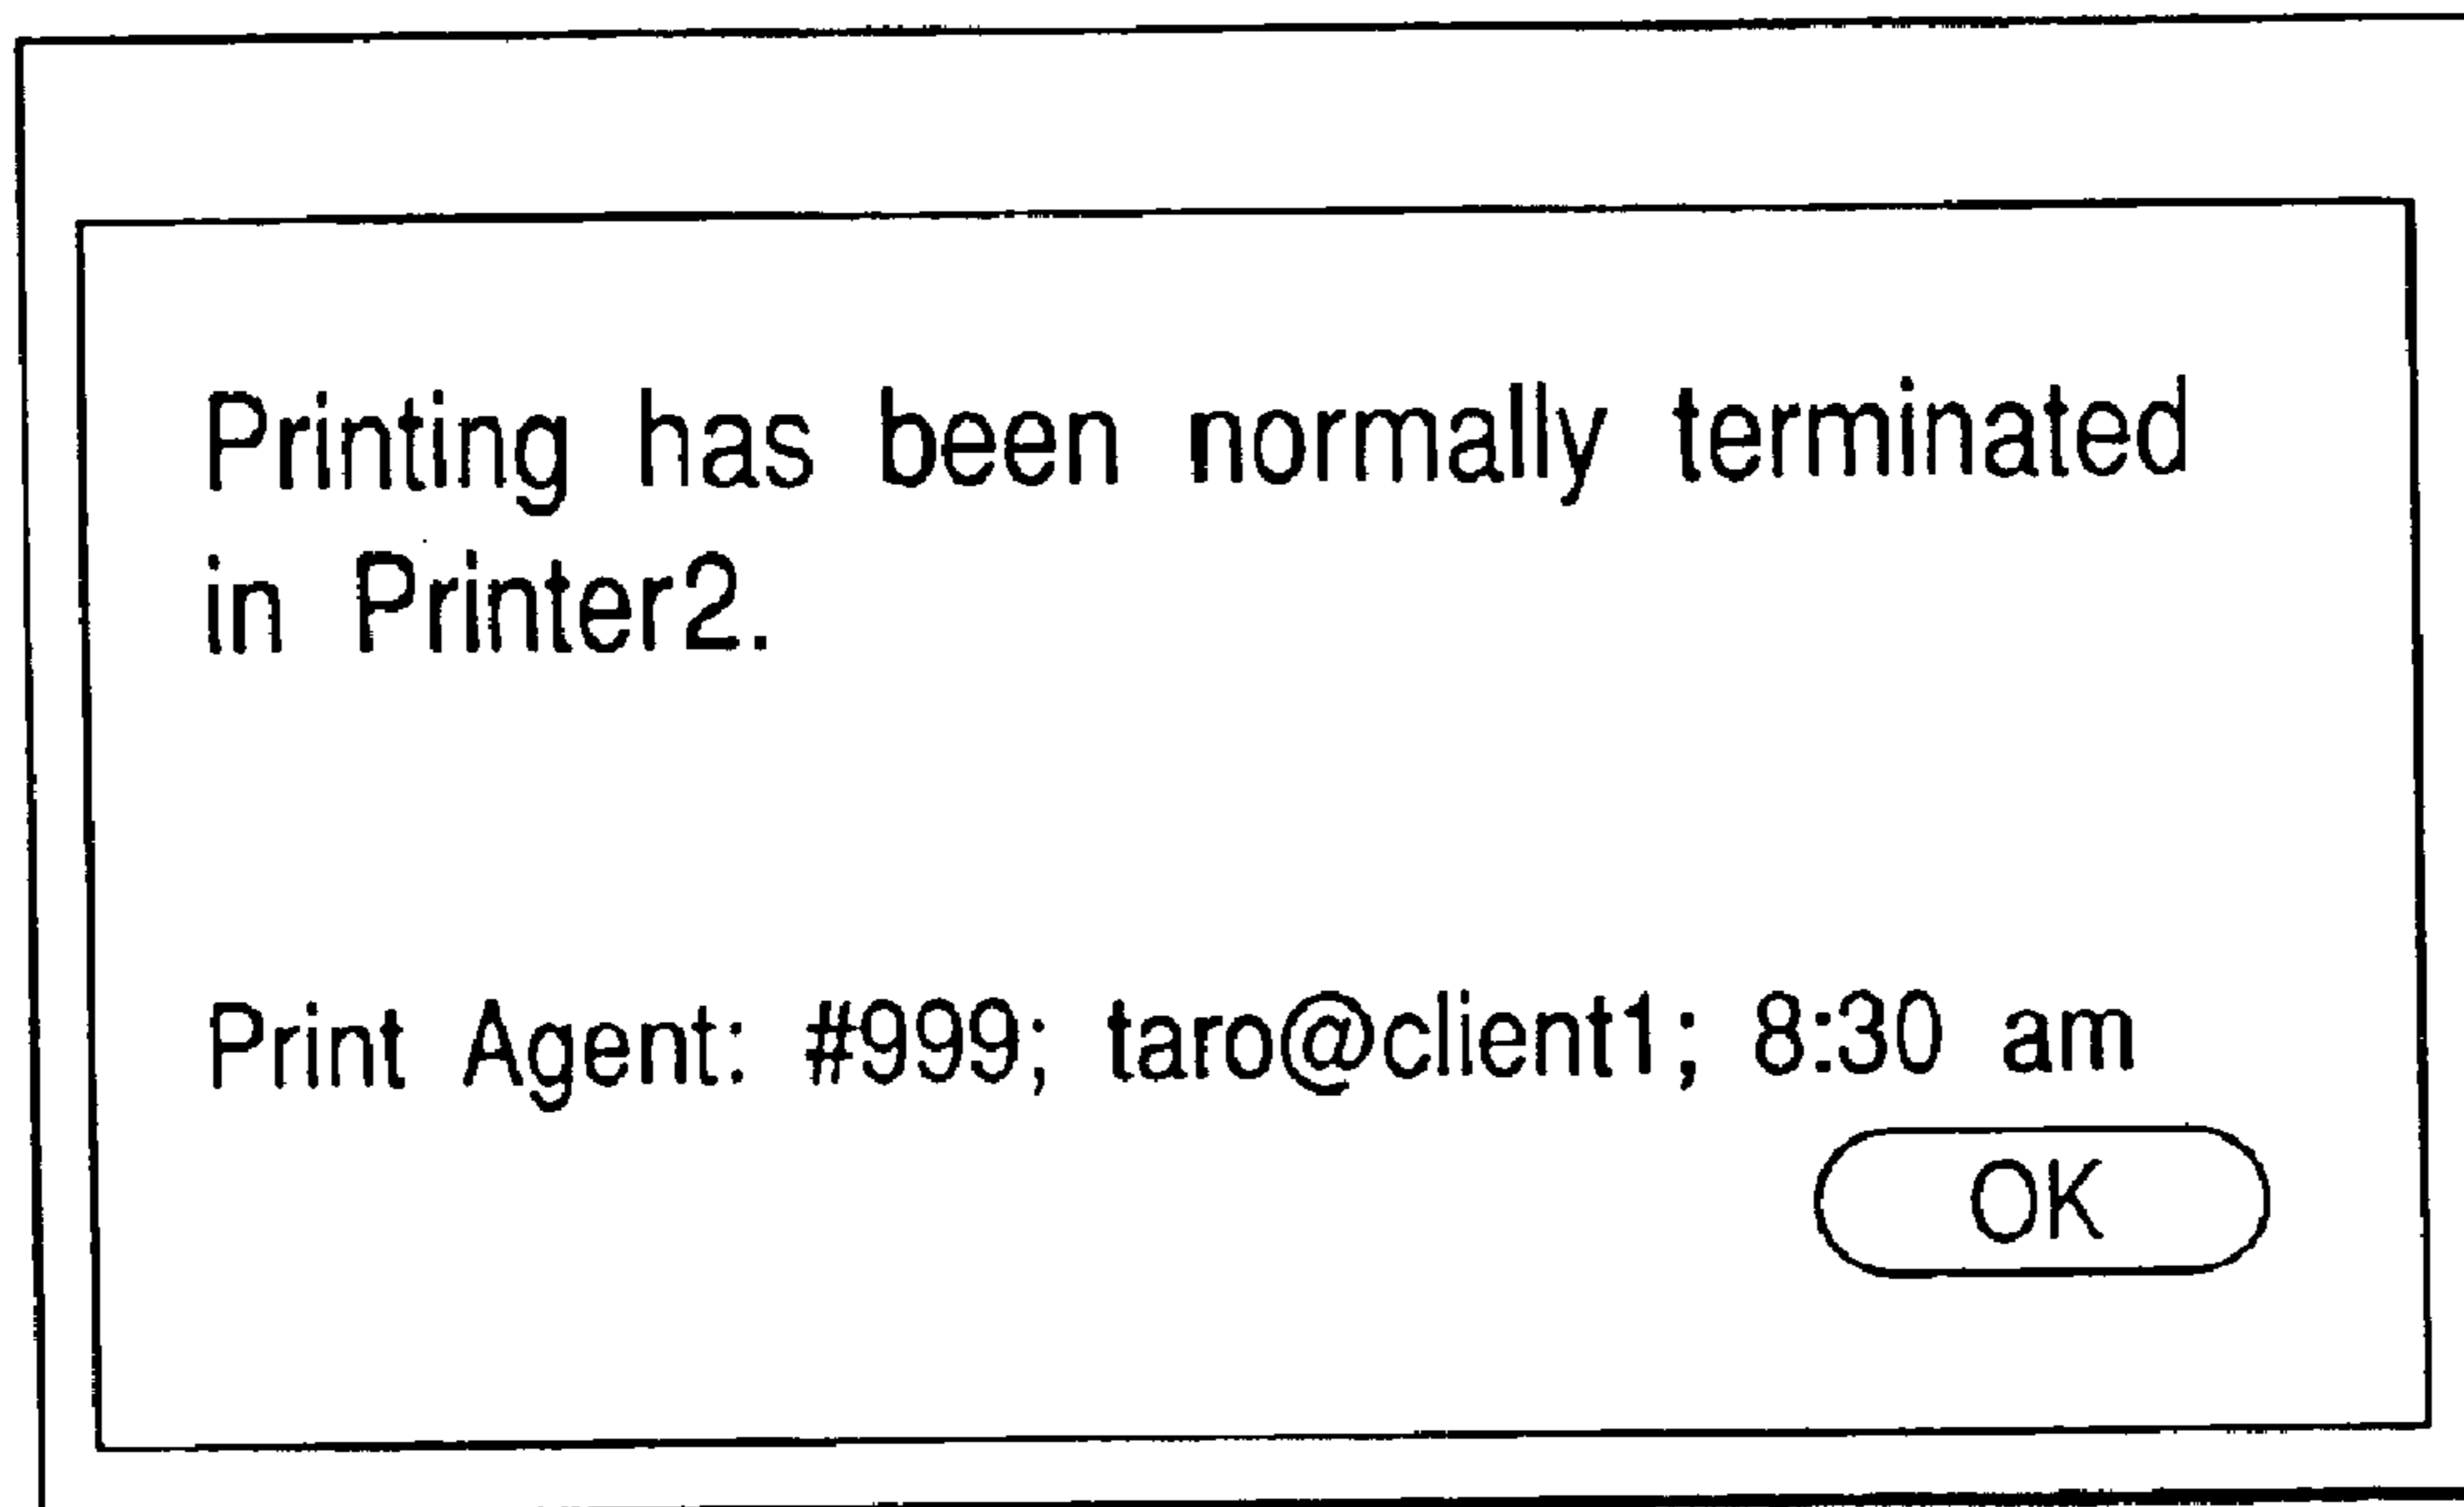 Printing has been normally terminated
in Printer2.
Print Agent: #999; taro@client1; 8:30 am
OK